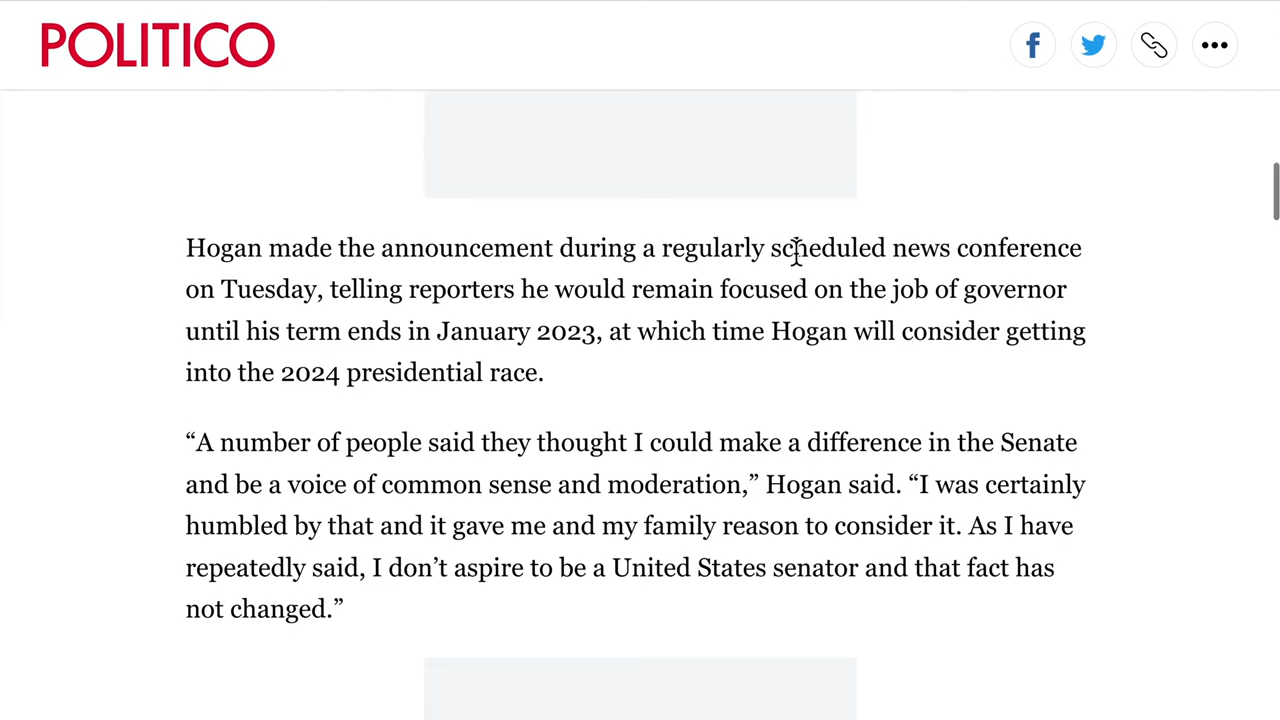 POLITICO
Hogan made the announcement during a regularly scheduled news conference
on Tuesday, telling reporters he would remain focused on the job of governor
until his term ends in January 2023, at which time Hogan will consider getting
into the 2024 presidential race.
“A number of people said they thought I could make a difference in the Senate
and be a voice of common sense and moderation,” Hogan said. “I was certainly
humbled by that and it gave me and my family reason to consider it. As I have
repeatedly said, I don’t aspire to be a United States senator and that fact has
not changed.”